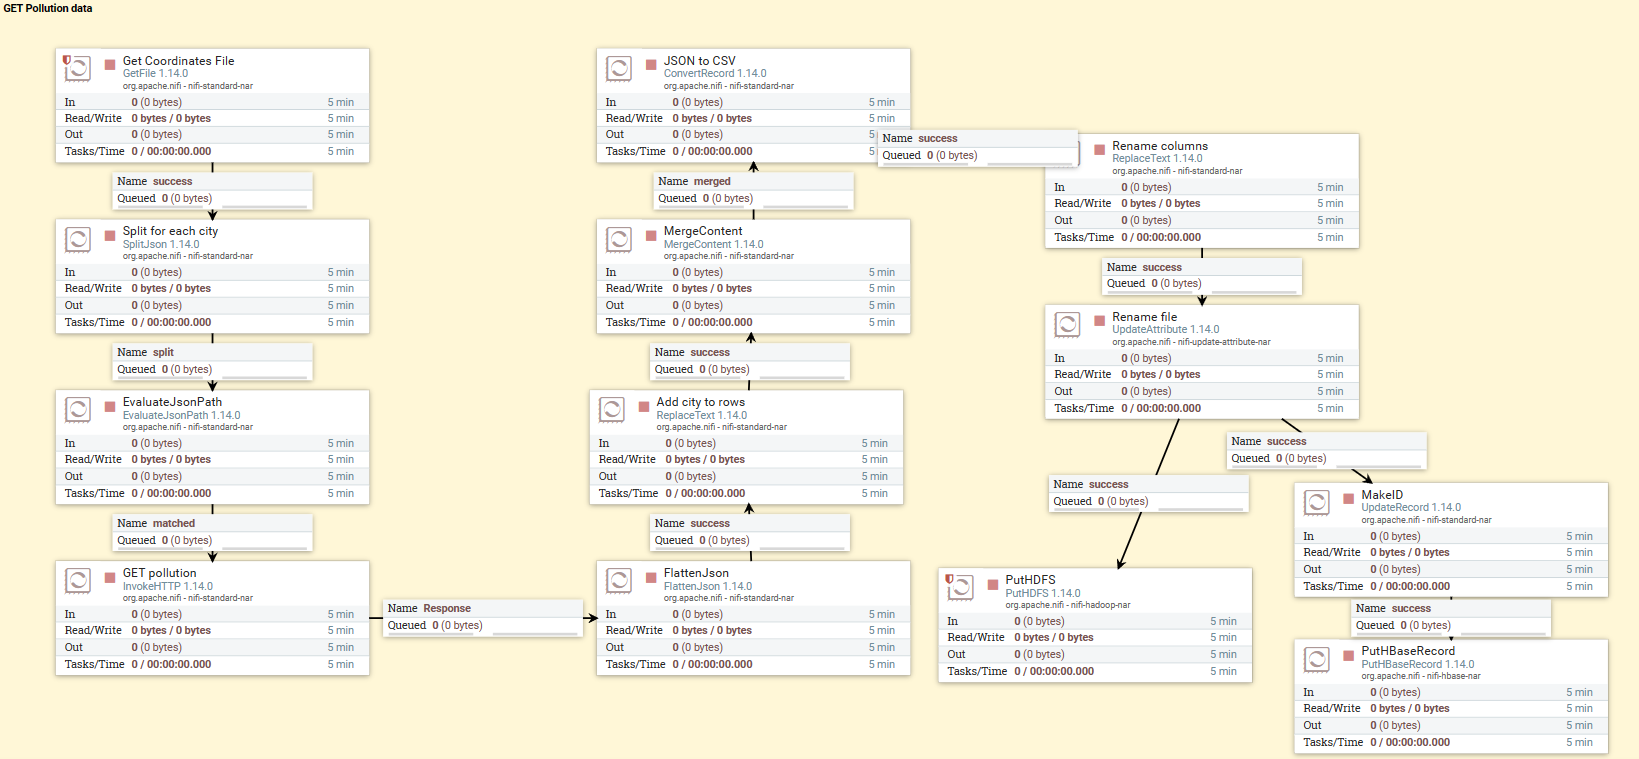 GET Pollution data
Get Coordinates File
GetFile 1.14.0
org.apache.nifi - nifi-standard-nar
In 0 (0 bytes) 5 min
Read/Write 0 bytes / 0 bytes 5 min
Out 0 (0 bytes) 5 min
Tasks/Time 0 / 00:00:00.000 5 min
Name success
Queued 0 (0 bytes)
Split for each city
SplitJson 1.14.0
org.apache.nifi - nifi-standard-nar
In 0 (0 bytes) 5 min
Read/Write 0 bytes / 0 bytes 5 min
Out 0 (0 bytes) 5 min
Tasks/Time 0 / 00:00:00.000 5 min
Name split
Queued 0 (0 bytes)
EvaluateJsonPath
EvaluateJsonPath 1.14.0
org.apache.nifi - nifi-standard-nar
In 0 (0 bytes) 5 min
Read/Write 0 bytes / 0 bytes 5 min
Out 0 (0 bytes) 5 min
Tasks/Time 0 / 00:00:00.000 5 min
Name matched
Queued 0 (0 bytes)
GET pollution
InvokeHTTP 1.14.0
org.apache.nifi - nifi-standard-nar
In 0 (0 bytes) 5 min
Read/Write 0 bytes / 0 bytes 5 min
Out 0 (0 bytes) 5 min
Tasks/Time 0 / 00:00:00.000 5 min
Name Response
Queued 0 (0 bytes)
FlattenJson
FlattenJson 1.14.0
org.apache.nifi - nifi-standard-nar
In 0 (0 bytes) 5 min
Read/Write 0 bytes / 0 bytes 5 min
Out 0 (0 bytes) 5 min
Tasks/Time 0 / 00:00:00.000 5 min
Name success
Queued 0 (0 bytes)
Add city to rows
ReplaceText 1.14.0
org.apache.nifi - nifi-standard-nar
In 0 (0 bytes) 5 min
Read/Write 0 bytes / 0 bytes 5 min
Out 0 (0 bytes) 5 min
Tasks/Time 0 / 00:00:00.000 5 min
Name success
Queued 0 (0 bytes)
MergeContent
MergeContent 1.14.0
org.apache.nifi - nifi-standard-nar
In 0 (0 bytes) 5 min
Read/Write 0 bytes / 0 bytes 5 min
Out 0 (0 bytes) 5 min
Tasks/Time 0 / 00:00:00.000 5 min
Name merged
Queued 0 (0 bytes)
JSON to CSV
ConvertRecord 1.14.0
org.apache.nifi - nifi-standard-nar
In 0 (0 bytes) 5 min
Read/Write 0 bytes / 0 bytes 5 min
Out 0 (0 bytes) 5
Tasks/Time 0 / 00:00:00.000 5
Name success
Queued 0 (0 bytes)
Rename columns
ReplaceText 1.14.0
org.apache.nifi - nifi-standard-nar
In 0 (0 bytes) 5 min
Read/Write 0 bytes / 0 bytes 5 min
Out 0 (0 bytes) 5 min
Tasks/Time 0 / 00:00:00.000 5 min
Name success
Queued 0 (0 bytes)
Rename file
UpdateAttribute 1.14.0
org.apache.nifi - nifi-update-attribute-nar
In 0 (0 bytes) 5 min
Read/Write 0 bytes / 0 bytes 5 min
Out 0 (0 bytes) 5 min
Tasks/Time 0 / 00:00:00.000 5 min
Name success
Queued 0 (0 bytes)
PutHDFS
PutHDFS 1.14.0
org.apache.nifi - nifi-hadoop-nar
In 0 (0 bytes) 5 min
Read/Write 0 bytes / 0 bytes 5 min
Out 0 (0 bytes) 5 min
Tasks/Time 0 / 00:00:00.000 5 min
Name success
Queued 0 (0 bytes)
MakeID
UpdateRecord 1.14.0
org.apache.nifi - nifi-standard-nar
In 0 (0 bytes) 5 min
Read/Write 0 bytes / 0 bytes 5 min
Out 0 (0 bytes) 5 min
Tasks/Time 0 / 00:00:00.000 5 min
Name success
Queued 0 (0 bytes)
PutHBaseRecord
PutHBaseRecord 1.14.0
org.apache.nifi - nifi-hbase-nar
In 0 (0 bytes) 5 min
Read/Write 0 bytes / 0 bytes 5 min
Out 0 (0 bytes) 5 min
Tasks/Time 0 / 00:00:00.000 5 min